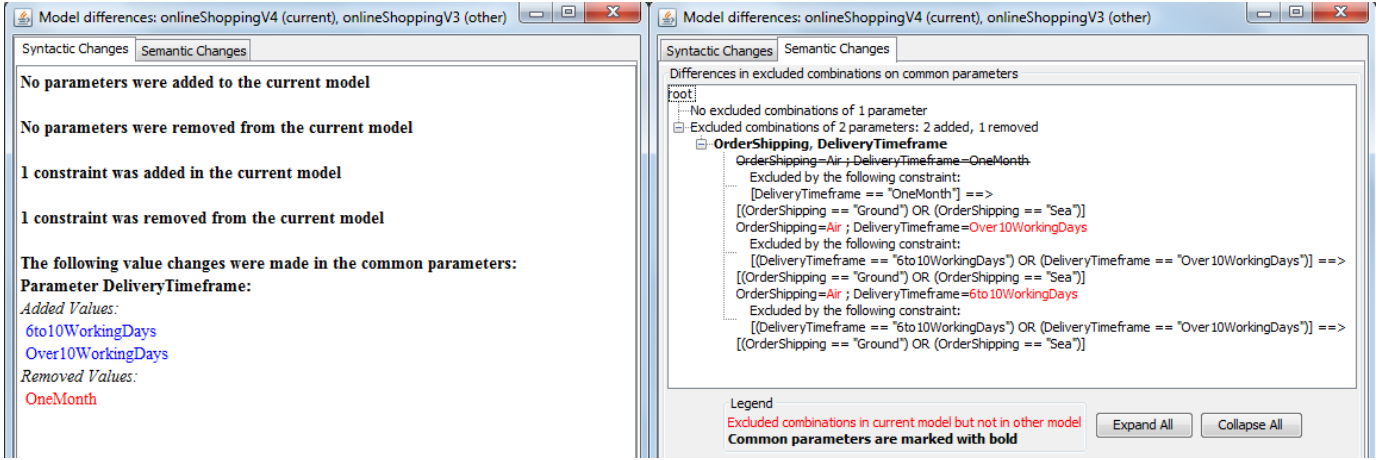 Model differences: onlineShoppingV4 (current), onlineShoppingV3 (other)
Syntactic Changes Semantic Changes
No parameters were added to the current model
No parameters were removed from the current model
1 constraint was added in the current model
1 constraint was removed from the current model
The following value changes were made in the common parameters:
Parameter DeliveryTimeframe:
Added Values:
6to10WorkingDays
Over10WorkingDays
Removed Values:
OneMonth
Model differences: onlineShoppingV4 (current), onlineShoppingV3 (other)
Syntactic Changes Semantic Changes
Differences in excluded combinations on common parameters
root
No excluded combinations of 1 parameter
Excluded combinations of 2 parameters: 2 added, 1 removed
OrderShipping, DeliveryTimeframe
OrderShipping=Air ; DeliveryTimeframe=OneMonth
Excluded by the following constraint:
[DeliveryTimeframe == "OneMonth"] ==>
[(OrderShipping == "Ground") OR (OrderShipping == "Sea")]
OrderShipping=Air ; DeliveryTimeframe=Over10WorkingDays
Excluded by the following constraint:
[(DeliveryTimeframe == "6to10WorkingDays") OR (DeliveryTimeframe == "Over10WorkingDays")] ==>
[(OrderShipping == "Ground") OR (OrderShipping == "Sea")]
OrderShipping=Air ; DeliveryTimeframe=6to10WorkingDays
Excluded by the following constraint:
[(DeliveryTimeframe == "6to10WorkingDays") OR (DeliveryTimeframe == "Over10WorkingDays")] ==>
[(OrderShipping == "Ground") OR (OrderShipping == "Sea")]
Legend
Excluded combinations in current model but not in other model
Common parameters are marked with bold
Expand All Collapse All